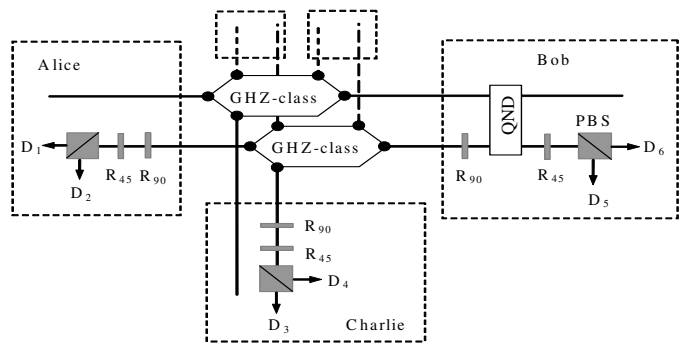 Alice
Bob
GHZ-class
QND
PBS
GHZ-class
D1
D6
R45
R90
R90
R45
D2
D5
R90
R45
D4
D3
Charlie